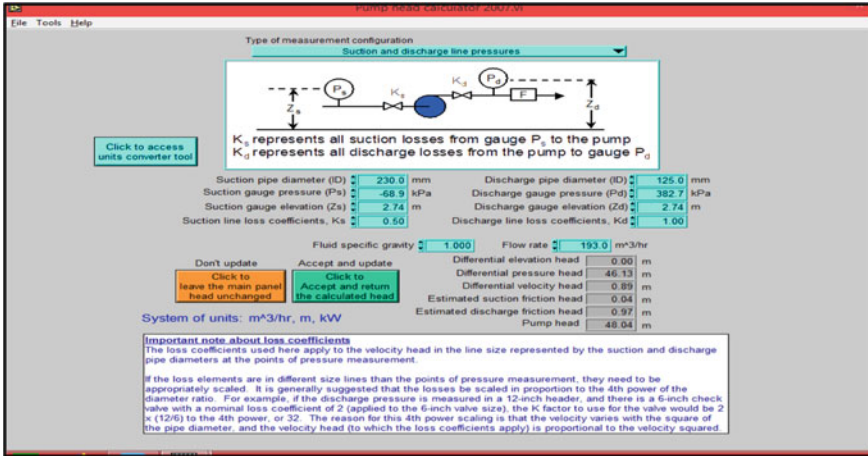 Pump head calculator 2007.vi
File Tools Help
Type of measurement configuration
Suction and discharge line pressures
Ps Ks Kd Pd F
Zs Zd
Ks represents all suction losses from gauge Ps to the pump
Kd represents all discharge losses from the pump to gauge Pd
Click to access
units converter tool
Suction pipe diameter (ID) 230.0 mm Discharge pipe diameter (ID) 125.0 mm
Suction gauge pressure (Ps) -68.9 kPa Discharge gauge pressure (Pd) 382.7 kPa
Suction gauge elevation (Zs) 2.74 m Discharge gauge elevation (Zd) 2.74 m
Suction line loss coefficients, Ks 0.50 Discharge line loss coefficients, Kd 1.00
Fluid specific gravity 1.000 Flow rate 193.0 m^3/hr
Don't update Accept and update
Click to
leave the main panel
head unchanged
Click to
Accept and return
the calculated head
Differential elevation head 0.00 m
Differential pressure head 46.13 m
Differential velocity head 0.89 m
Estimated suction friction head 0.04 m
Estimated discharge friction head 0.97 m
Pump head 48.04 m
System of units: m^3/hr, m, kW
Important note about loss coefficients
The loss coefficients used here apply to the velocity head in the line size represented by the suction and discharge
pipe diameters at the points of pressure measurement.
If the loss elements are in different size lines than the points of pressure measurement, they need to be
appropriately scaled. It is generally suggested that the losses be scaled in proportion to the 4th power of the
diameter ratio. For example, if the discharge pressure is measured in a 12-inch header, and there is a 6-inch check
valve with a nominal loss coefficient of 2 (applied to the 6-inch valve size), the K factor to use for the valve would be 2
x (12/6) to the 4th power, or 32. The reason for this 4th power scaling is that the velocity varies with the square of
the pipe diameter, and the velocity head (to which the loss coefficients apply) is proportional to the velocity squared.